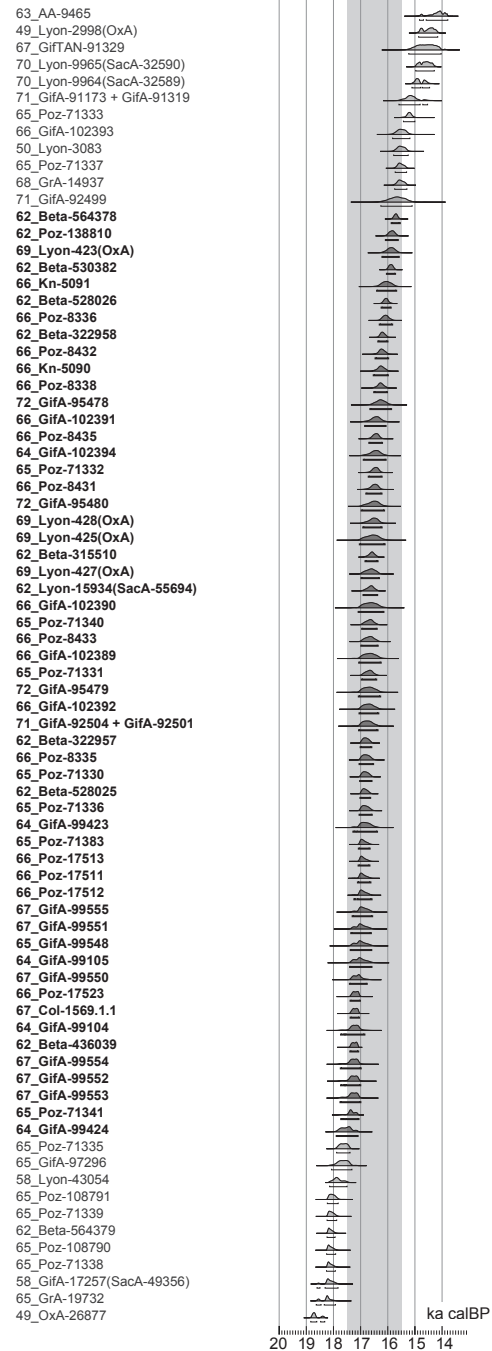 63_AA-9465
49_Lyon-2998(OxA)
67_GifTAN-91329
70_Lyon-9965(SacA-32590)
70_Lyon-9964(SacA-32589)
71_GifA-91173 + GifA-91319
65_Poz-71333
66_GifA-102393
50_Lyon-3083
65_Poz-71337
68_GrA-14937
71_GifA-92499
62_Beta-564378
62_Poz-138810
69_Lyon-423(OxA)
62_Beta-530382
66_Kn-5091
62_Beta-528026
66_Poz-8336
62_Beta-322958
66_Poz-8432
66_Kn-5090
66_Poz-8338
72_GifA-95478
66_GifA-102391
66_Poz-8435
64_GifA-102394
65_Poz-71332
66_Poz-8431
72_GifA-95480
69_Lyon-428(OxA)
69_Lyon-425(OxA)
62_Beta-315510
69_Lyon-427(OxA)
62_Lyon-15934(SacA-55694)
66_GifA-102390
65_Poz-71340
66_Poz-8433
66_GifA-102389
65_Poz-71331
72_GifA-95479
66_GifA-102392
71_GifA-92504 + GifA-92501
62_Beta-322957
66_Poz-8335
65_Poz-71330
62_Beta-528025
65_Poz-71336
64_GifA-99423
65_Poz-71383
66_Poz-17513
66_Poz-17511
66_Poz-17512
67_GifA-99555
67_GifA-99551
65_GifA-99548
64_GifA-99105
67_GifA-99550
66_Poz-17523
67_Col-1569.1.1
64_GifA-99104
62_Beta-436039
67_GifA-99554
67_GifA-99552
67_GifA-99553
65_Poz-71341
64_GifA-99424
65_Poz-71335
65_GifA-97296
58_Lyon-43054
65_Poz-108791
65_Poz-71339
62_Beta-564379
65_Poz-108790
65_Poz-71338
58_GifA-17257(SacA-49356)
65_GrA-19732
49_OxA-26877
ka calBP
20 19 18 17 16 15 14